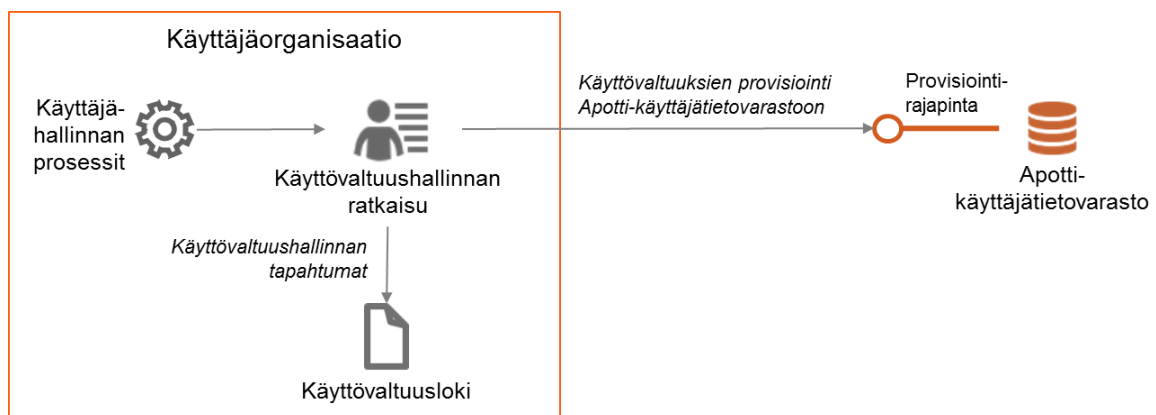 Käyttäjäorganisaatio
Käyttäjä-
hallinnan
prosessit
Käyttövaltuushallinnan
ratkaisu
Käyttövaltuushallinnan
tapahtumat
Käyttövaltuusloki
Käyttövaltuuksien provisiointi
Apotti-käyttäjätietovarastoon
Provisiointi-
rajapinta
Apotti-
käyttäjätietovarasto